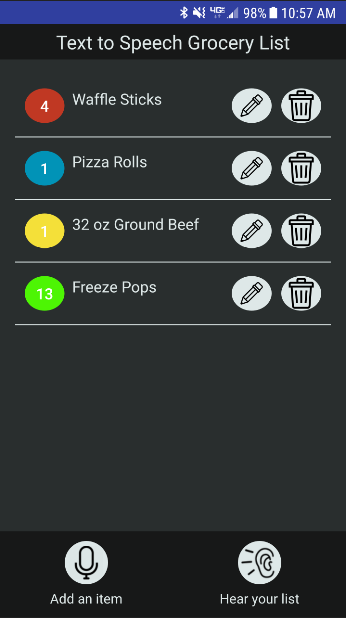 98% 10:57 AM
Text to Speech Grocery List
4 Waffle Sticks
1 Pizza Rolls
1 32 oz Ground Beef
13 Freeze Pops
Add an item Hear your list